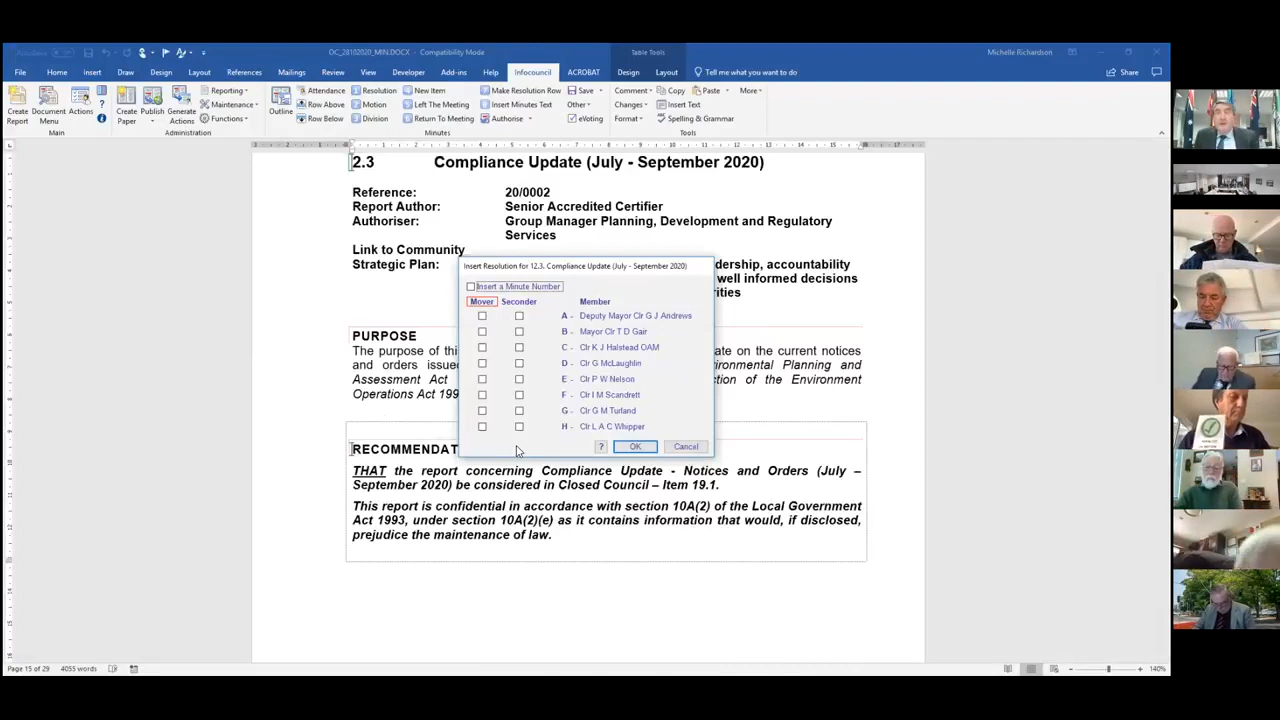 AutoSave
OC_28102020_MIN.DOCX - Compatibility Mode
Table Tools
Michelle Richardson
File Home Insert Draw Design Layout References Mailings Review View Developer Add-ins Help Infocouncil ACROBAT Design Layout Tell me what you want to do Share
Create Report
Document Menu
Actions
Main
Create Paper
Publish
Generate Actions
Reporting
Maintenance
Functions
Administration
Outline
Attendance
Row Above
Row Below
Resolution
Motion
Division
New Item
Left The Meeting
Return To Meeting
Make Resolution Row
Insert Minutes Text
Authorise
Save
Other
eVoting
Minutes
Comment
Changes
Format
Copy
Paste
More
Insert Text
Spelling & Grammar
Tools
2.3 Compliance Update (July - September 2020)
Reference: 20/0002
Report Author: Senior Accredited Certifier
Authoriser: Group Manager Planning, Development and Regulatory
Services
Link to Community
Strategic Plan: dership, accountability
well informed decisions
rities
PURPOSE
The purpose of thi ate on the current notices
and orders issue ironmental Planning and
Assessment Act ction of the Environment
Operations Act 199
Insert Resolution for 12.3. Compliance Update (July - September 2020)
Insert a Minute Number
Mover Seconder Member
A - Deputy Mayor Clr G J Andrews
B - Mayor Clr T D Gair
C - Clr K J Halstead OAM
D - Clr G McLaughlin
E - Clr P W Nelson
F - Clr I M Scandrett
G - Clr G M Turland
H - Clr L A C Whipper
? OK Cancel
RECOMMENDAT
THAT the report concerning Compliance Update - Notices and Orders (July –
September 2020) be considered in Closed Council – Item 19.1.
This report is confidential in accordance with section 10A(2) of the Local Government
Act 1993, under section 10A(2)(e) as it contains information that would, if disclosed,
prejudice the maintenance of law.
Page 15 of 29 4055 words 140%